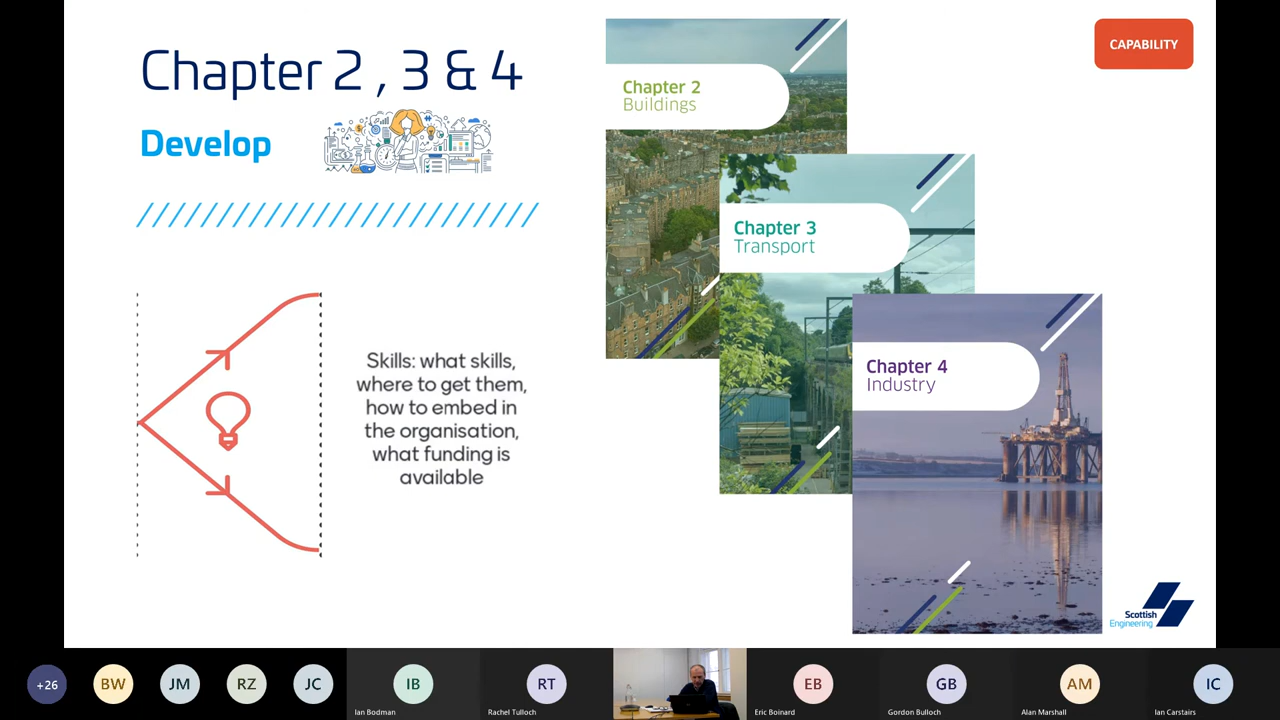 Chapter 2 , 3 & 4
Develop
Skills: what skills,
where to get them,
how to embed in
the organisation,
what funding is
available
Chapter 2
Buildings
Chapter 3
Transport
Chapter 4
Industry
CAPABILITY
Scottish
Engineering
+26
BW
JM
RZ
JC
IB
Ian Bodman
RT
Rachel Tulloch
EB
Eric Boinard
GB
Gordon Bulloch
AM
Alan Marshall
IC
Ian Carstairs